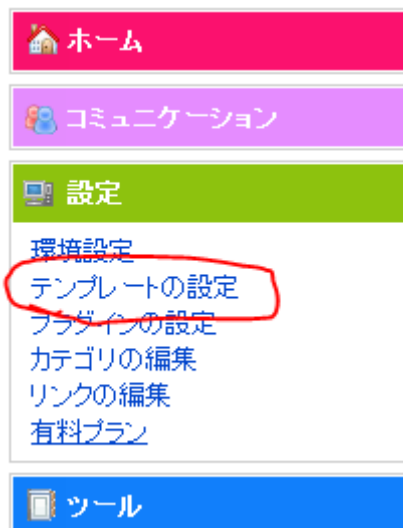 ホーム
コミュニケーション
設定
環境設定
テンプレートの設定
プラグインの設定
カテゴリの編集
リンクの編集
有料プラン
ツール